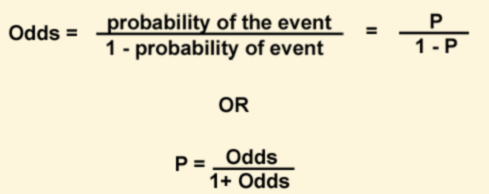 Odds = probability of the event / 1 - probability of event = P / 1 - P
OR
P = Odds / 1+ Odds